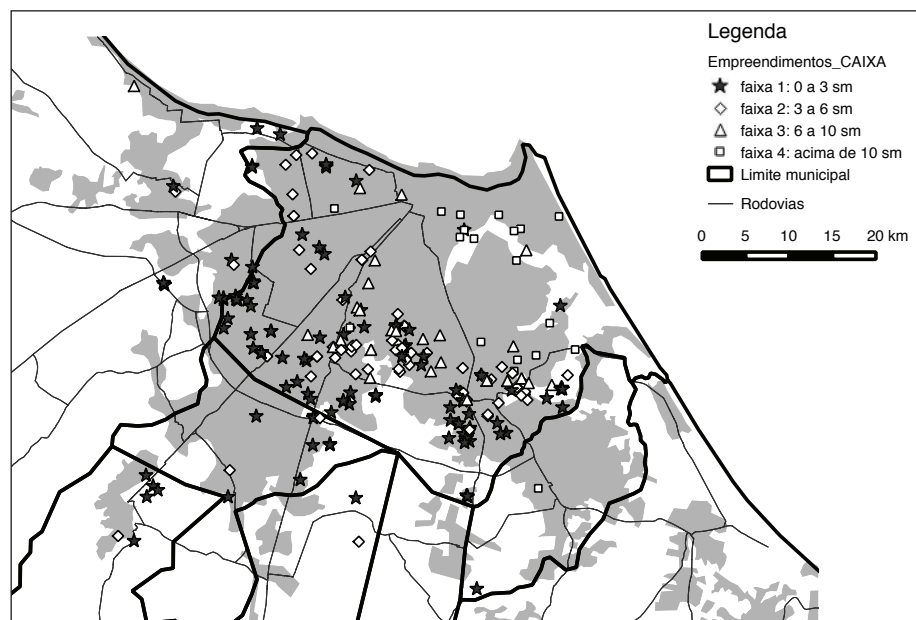 Legenda
Empreendimentos_CAIXA
faixa 1: 0 a 3 sm
faixa 2: 3 a 6 sm
faixa 3: 6 a 10 sm
faixa 4: acima de 10 sm
Limite municipal
Rodovias
0 5 10 15 20 km